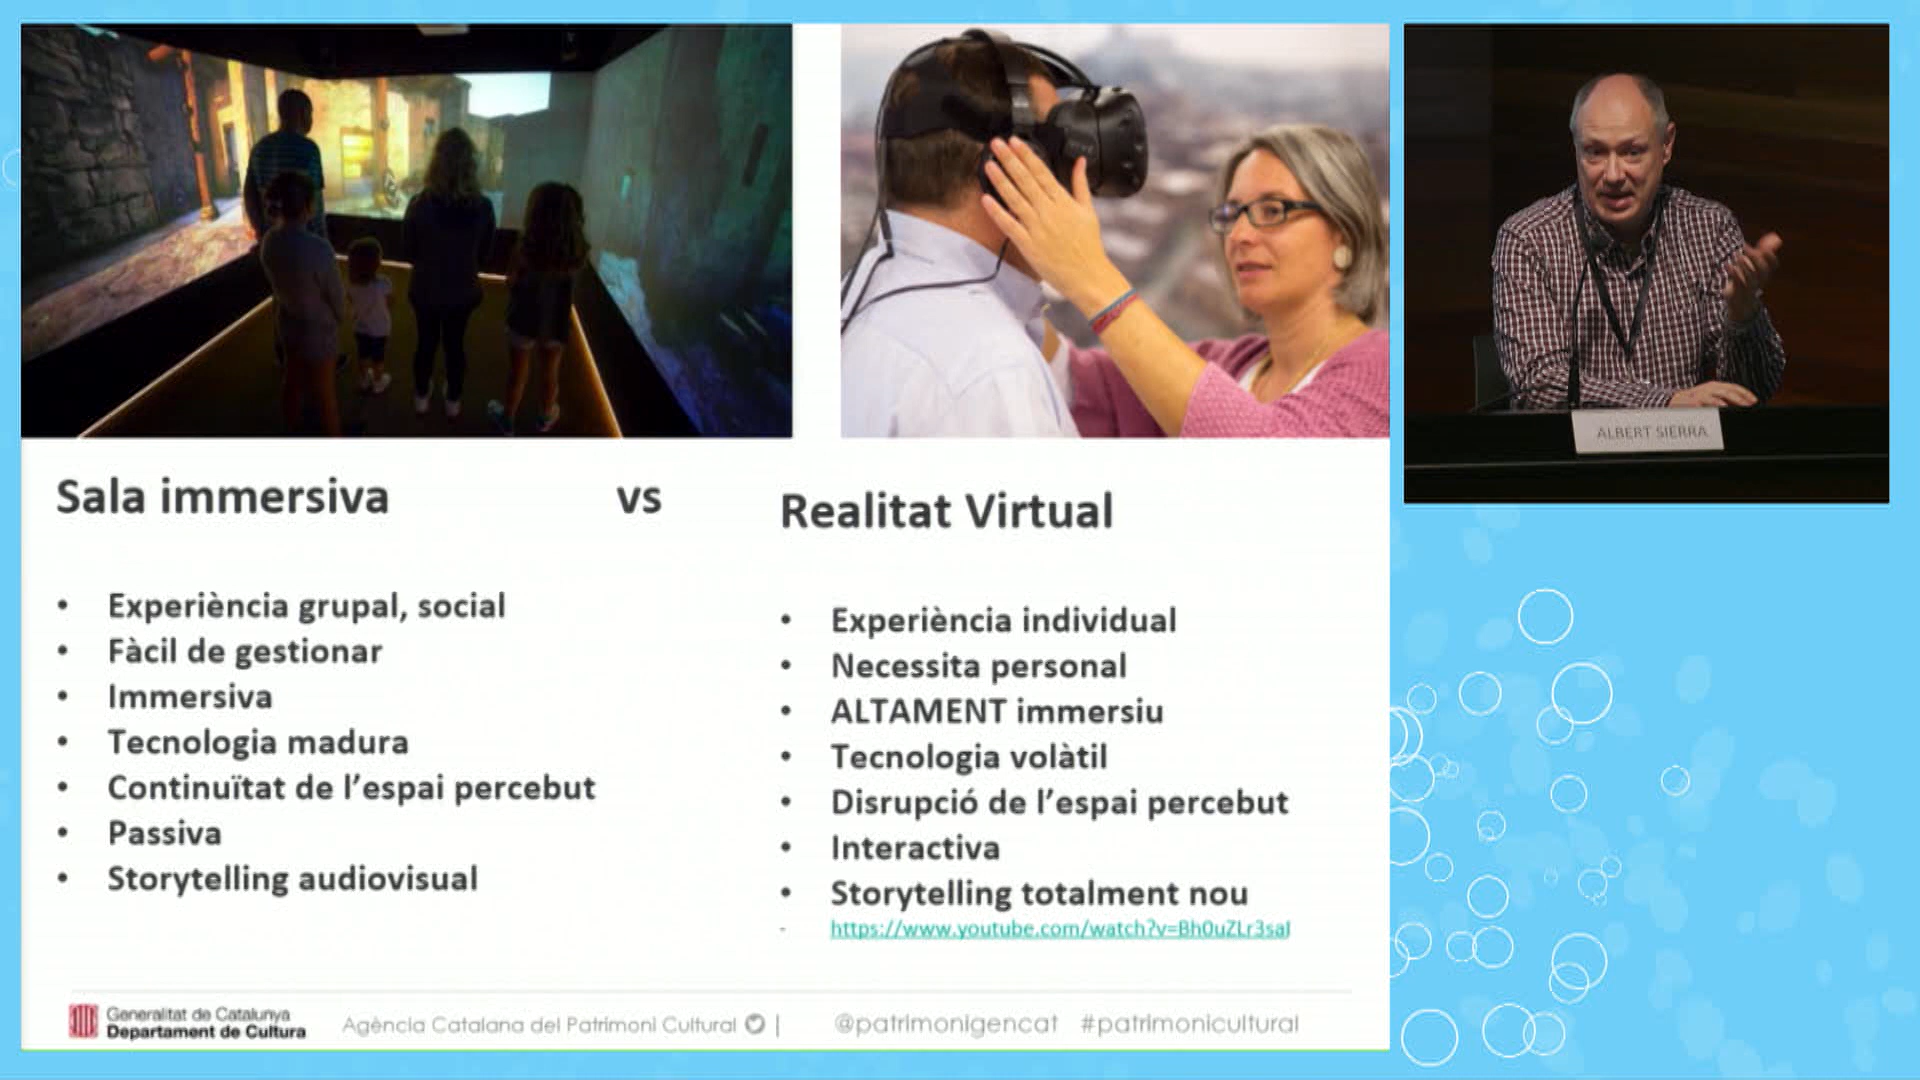 Sala immersiva vs Realitat Virtual
• Experiència grupal, social
• Fàcil de gestionar
• Immersiva
• Tecnologia madura
• Continuïtat de l’espai percebut
• Passiva
• Storytelling audiovisual
• Experiència individual
• Necessita personal
• ALTAMENT immersiu
• Tecnologia volàtil
• Disrupció de l’espai percebut
• Interactiva
• Storytelling totalment nou
- https://www.youtube.com/watch?v=Bh0uZLr3saI
Generalitat de Catalunya
Departament de Cultura
Agència Catalana del Patrimoni Cultural | @patrimonigencat #patrimonicultural
ALBERT SIERRA